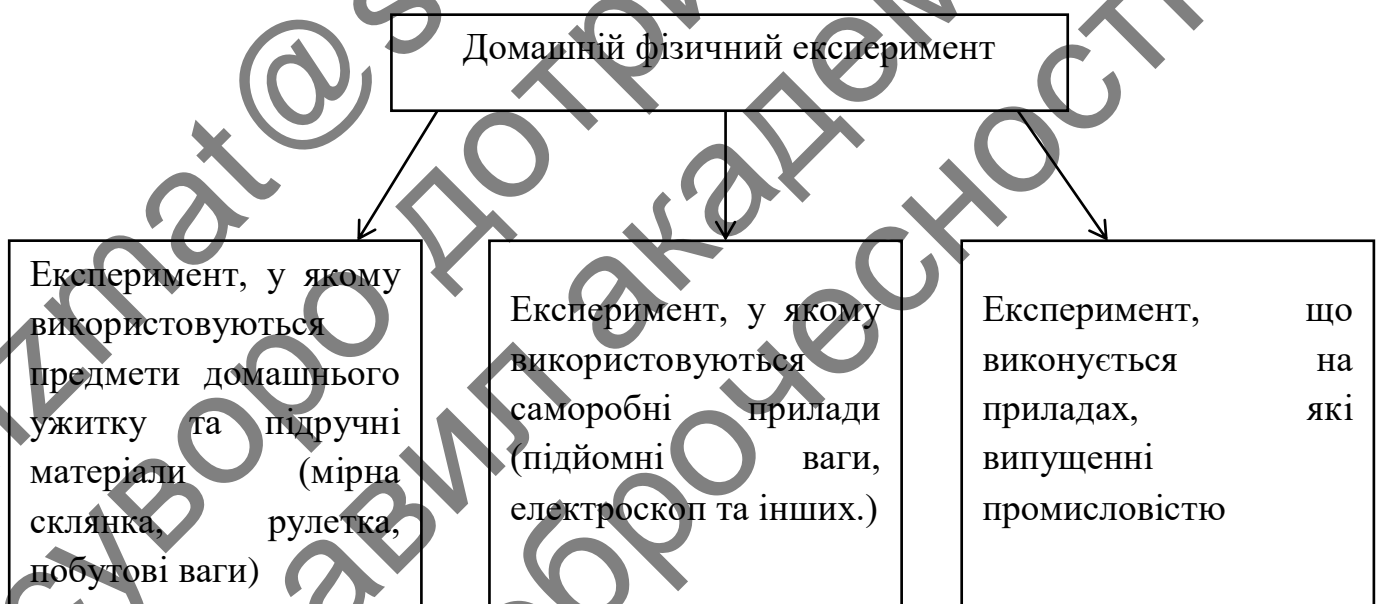 Домашній фізичний експеримент
Експеримент, у якому
використовуються
предмети домашнього
ужитку та підручні
матеріали (мірна
склянка, рулетка,
побутові ваги)
Експеримент, у якому
використовуються
саморобні прилади
(підйомні ваги,
електроскоп та інших.)
Експеримент, що
виконується на
приладах, які
випущенні
промисловістю